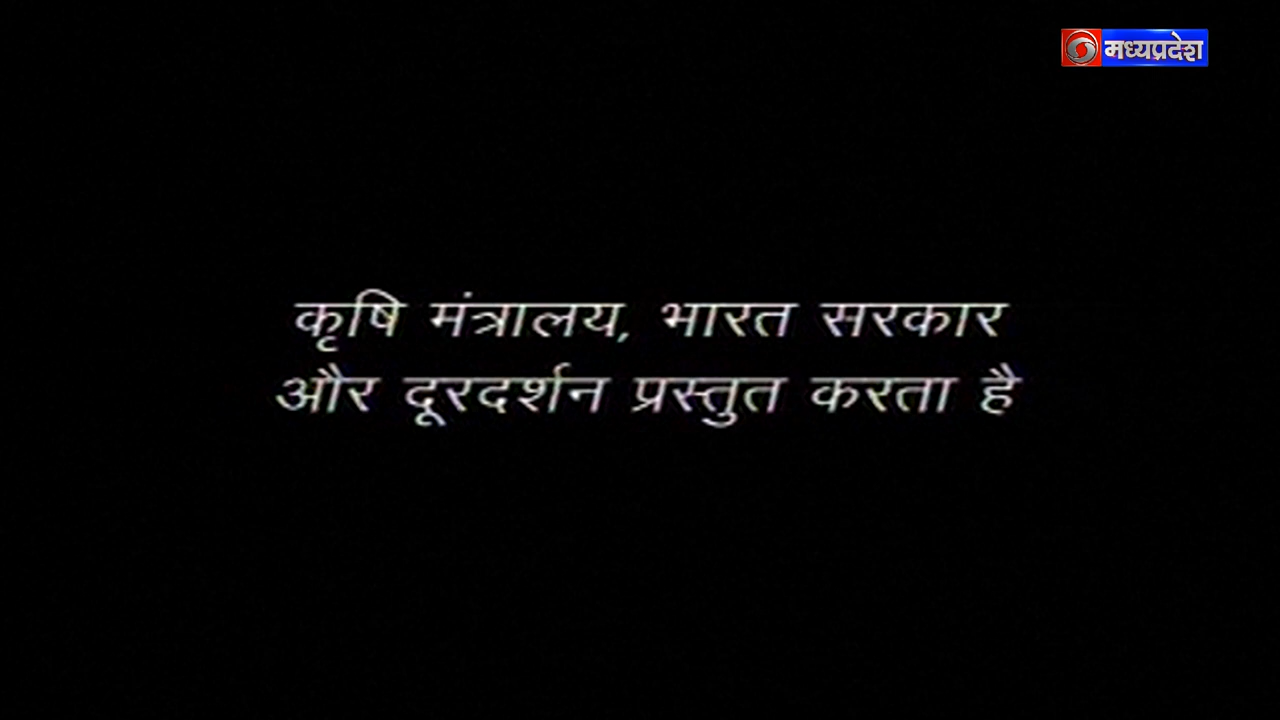 मध्यप्रदेश
कृषि मंत्रालय, भारत सरकार
और दूरदर्शन प्रस्तुत करता है